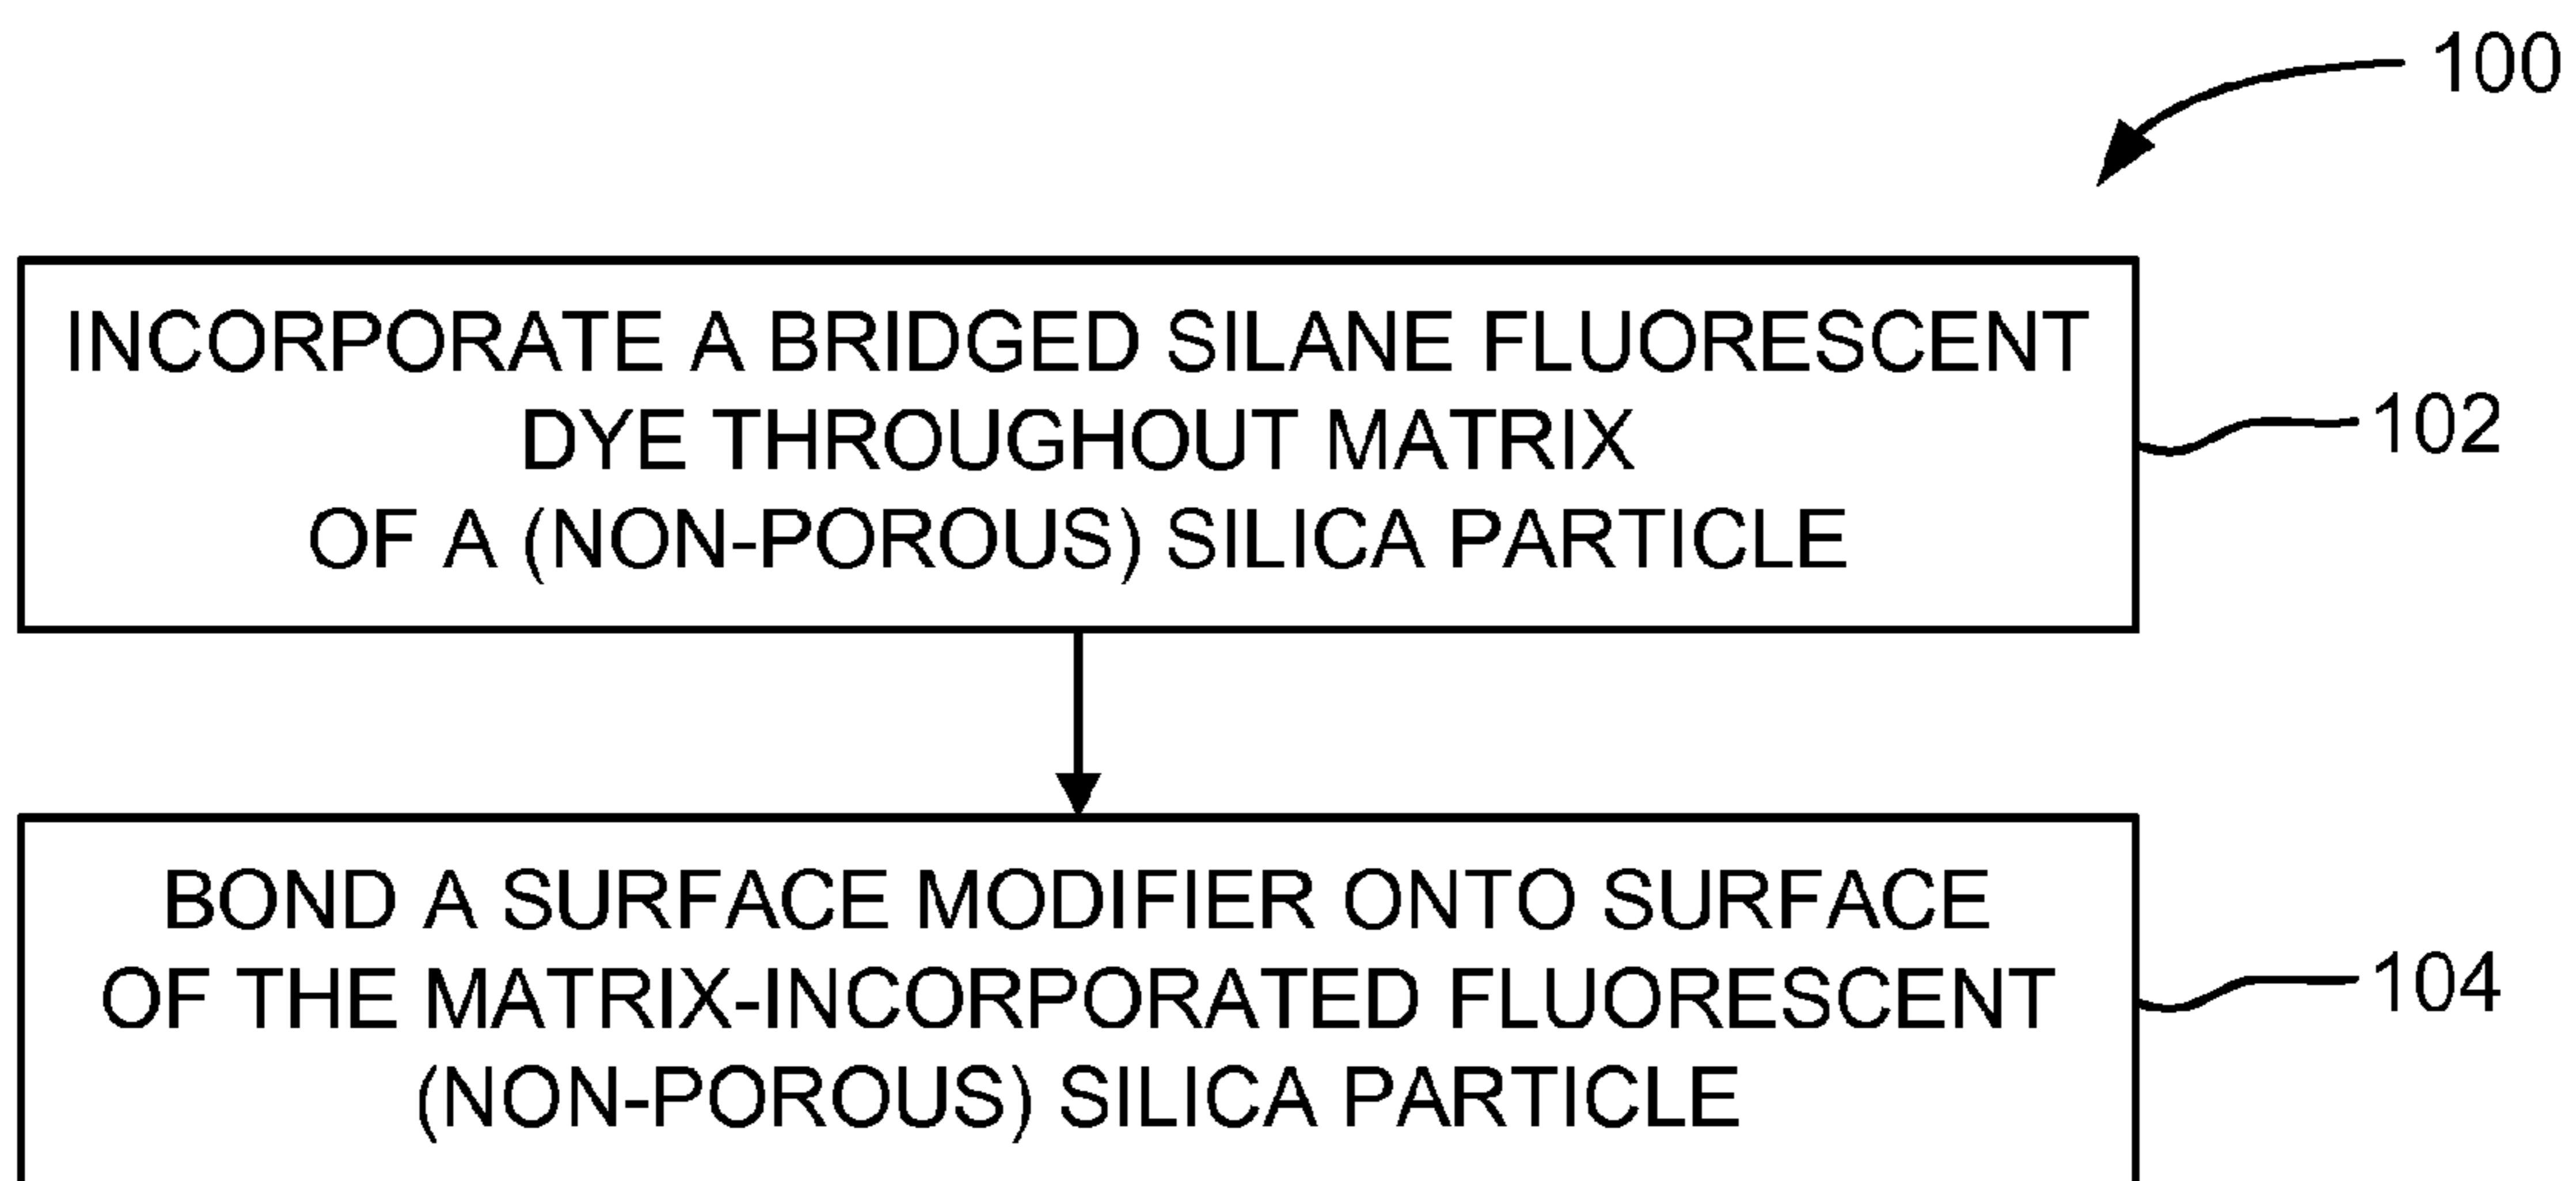 100
INCORPORATE A BRIDGED SILANE FLUORESCENT
DYE THROUGHOUT MATRIX
OF A (NON-POROUS) SILICA PARTICLE
102
BOND A SURFACE MODIFIER ONTO SURFACE
OF THE MATRIX-INCORPORATED FLUORESCENT
(NON-POROUS) SILICA PARTICLE
104